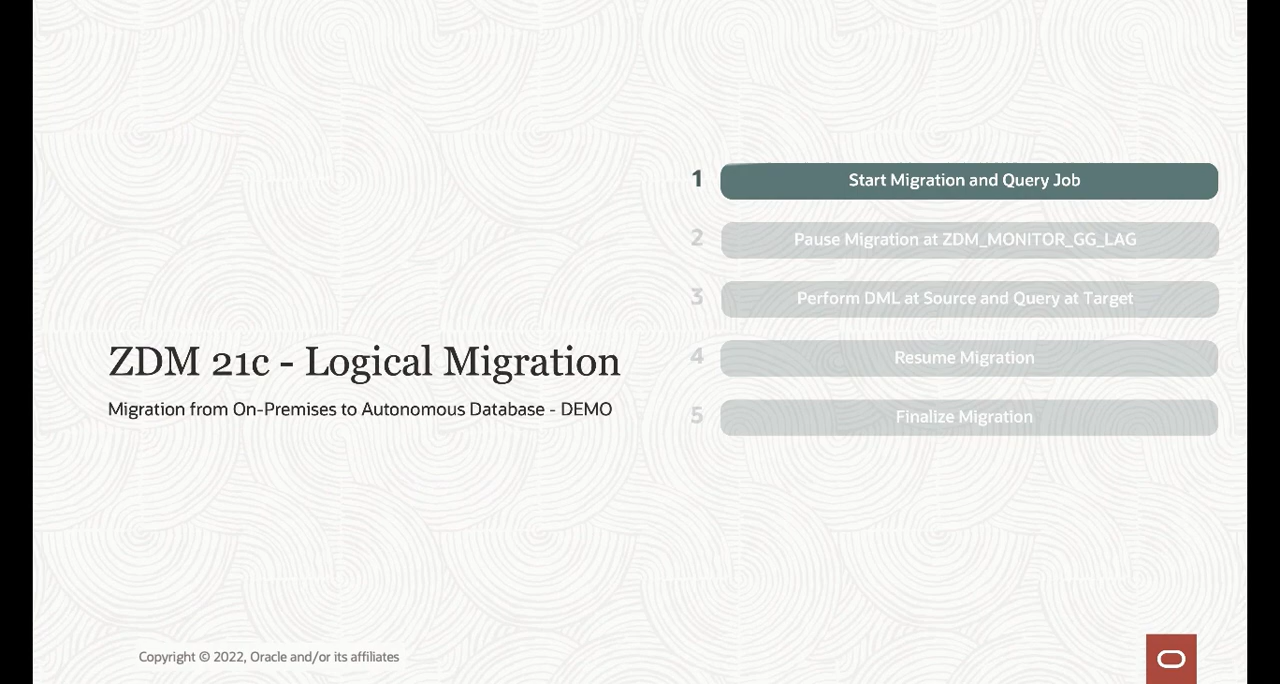 ZDM 21c - Logical Migration
Migration from On-Premises to Autonomous Database - DEMO
1 Start Migration and Query Job
2 Pause Migration at ZDM_MONITOR_GG_LAG
3 Perform DML at Source and Query at Target
4 Resume Migration
5 Finalize Migration
Copyright © 2022, Oracle and/or its affiliates